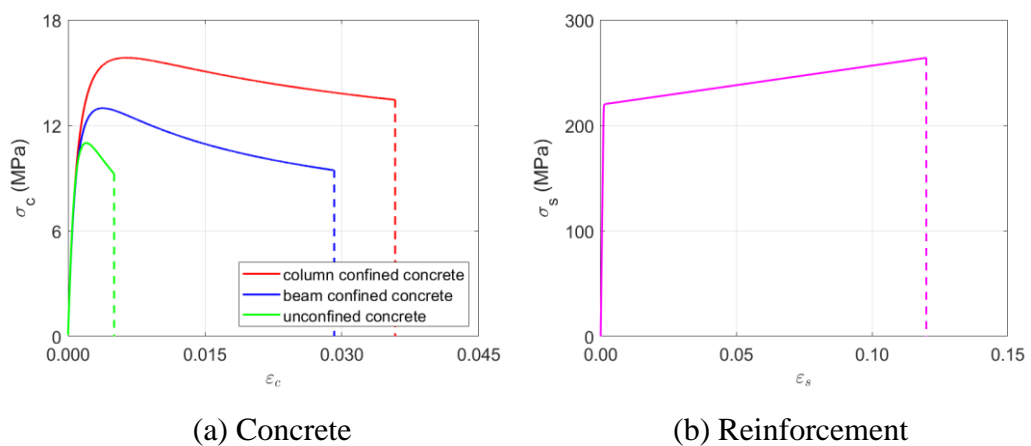 18
12
6
0
σc (MPa)
column confined concrete
beam confined concrete
unconfined concrete
0.000
0.015
0.030
0.045
εc
(a) Concrete
300
200
100
0
σs (MPa)
0.00
0.05
0.10
0.15
εs
(b) Reinforcement